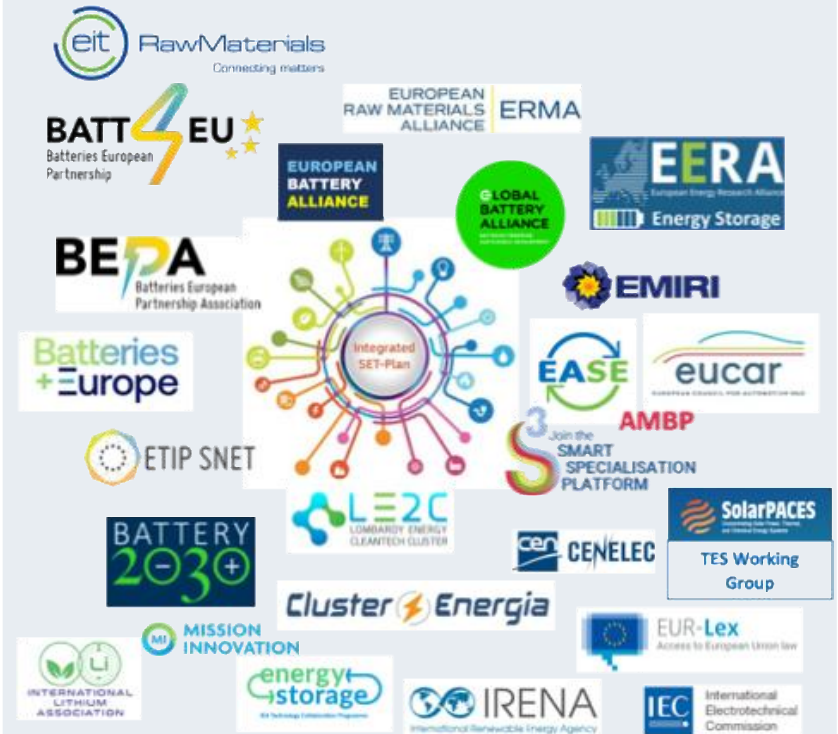 eit RawMaterials
Connecting matters
EUROPEAN
RAW MATERIALS
ALLIANCE
ERMA
BATT4EU
Batteries European
Partnership
EUROPEAN
BATTERY
ALLIANCE
GLOBAL
BATTERY
ALLIANCE
EERA
European Energy Research Alliance
Energy Storage
BEPA
Batteries European
Partnership Association
EMIRI
Integrated
SET-Plan
Batteries
+Europe
EASE
eucar
EUROPEAN COUNCIL FOR AUTOMOTIVE R&D
AMBP
ETIP SNET
S3
Join the
SMART
SPECIALISATION
PLATFORM
LE2C
LOMBARDY ENERGY
CLEANTECH CLUSTER
SolarPACES
TES Working
Group
BATTERY
2030+
cen CENELEC
Cluster Energia
EUR-Lex
Access to European Union law
MI MISSION
INNOVATION
Li
INTERNATIONAL
LITHIUM
ASSOCIATION
energy
storage
IRENA
International Renewable Energy Agency
IEC
International
Electrotechnical
Commission